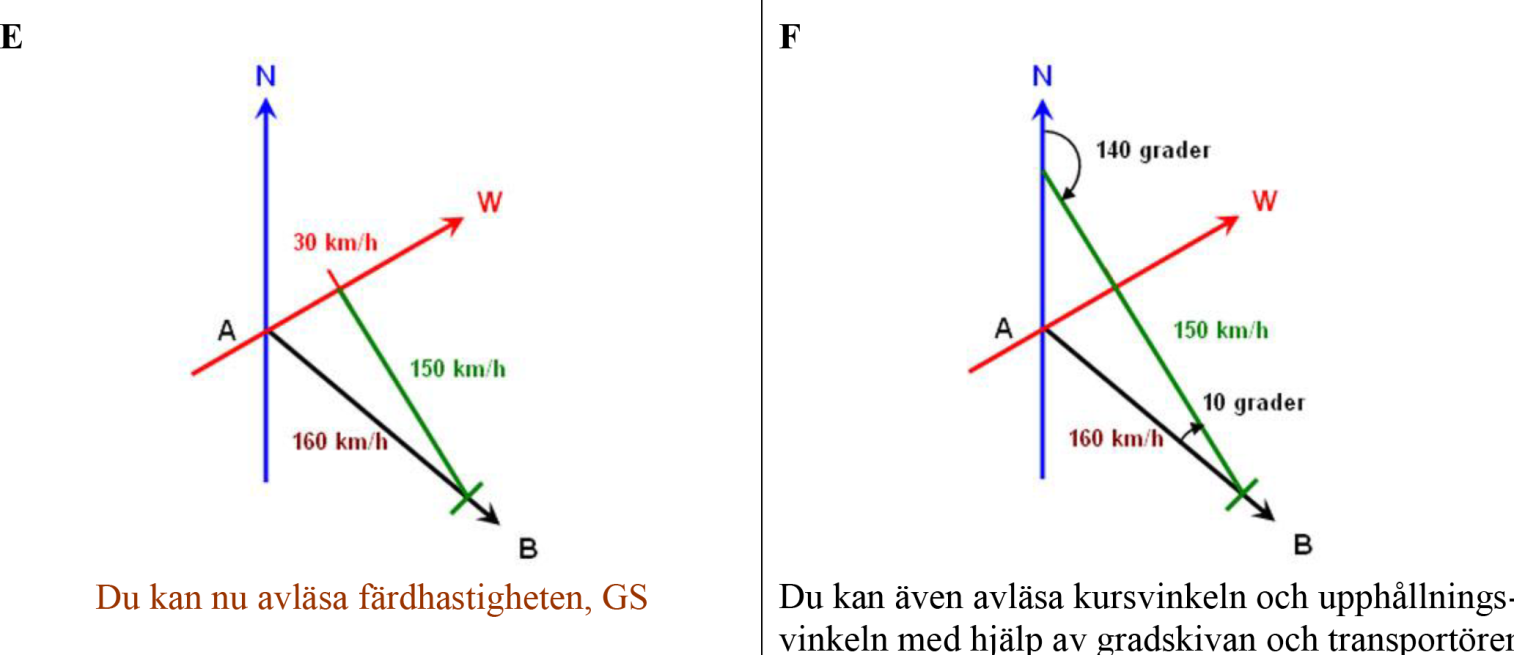 E
N
W
30 km/h
A
150 km/h
160 km/h
B
Du kan nu avläsa färdhastigheten, GS
F
N
140 grader
W
A
150 km/h
10 grader
160 km/h
B
Du kan även avläsa kursvinkeln och upphållnings-
vinkeln med hjälp av gradskivan och transportören